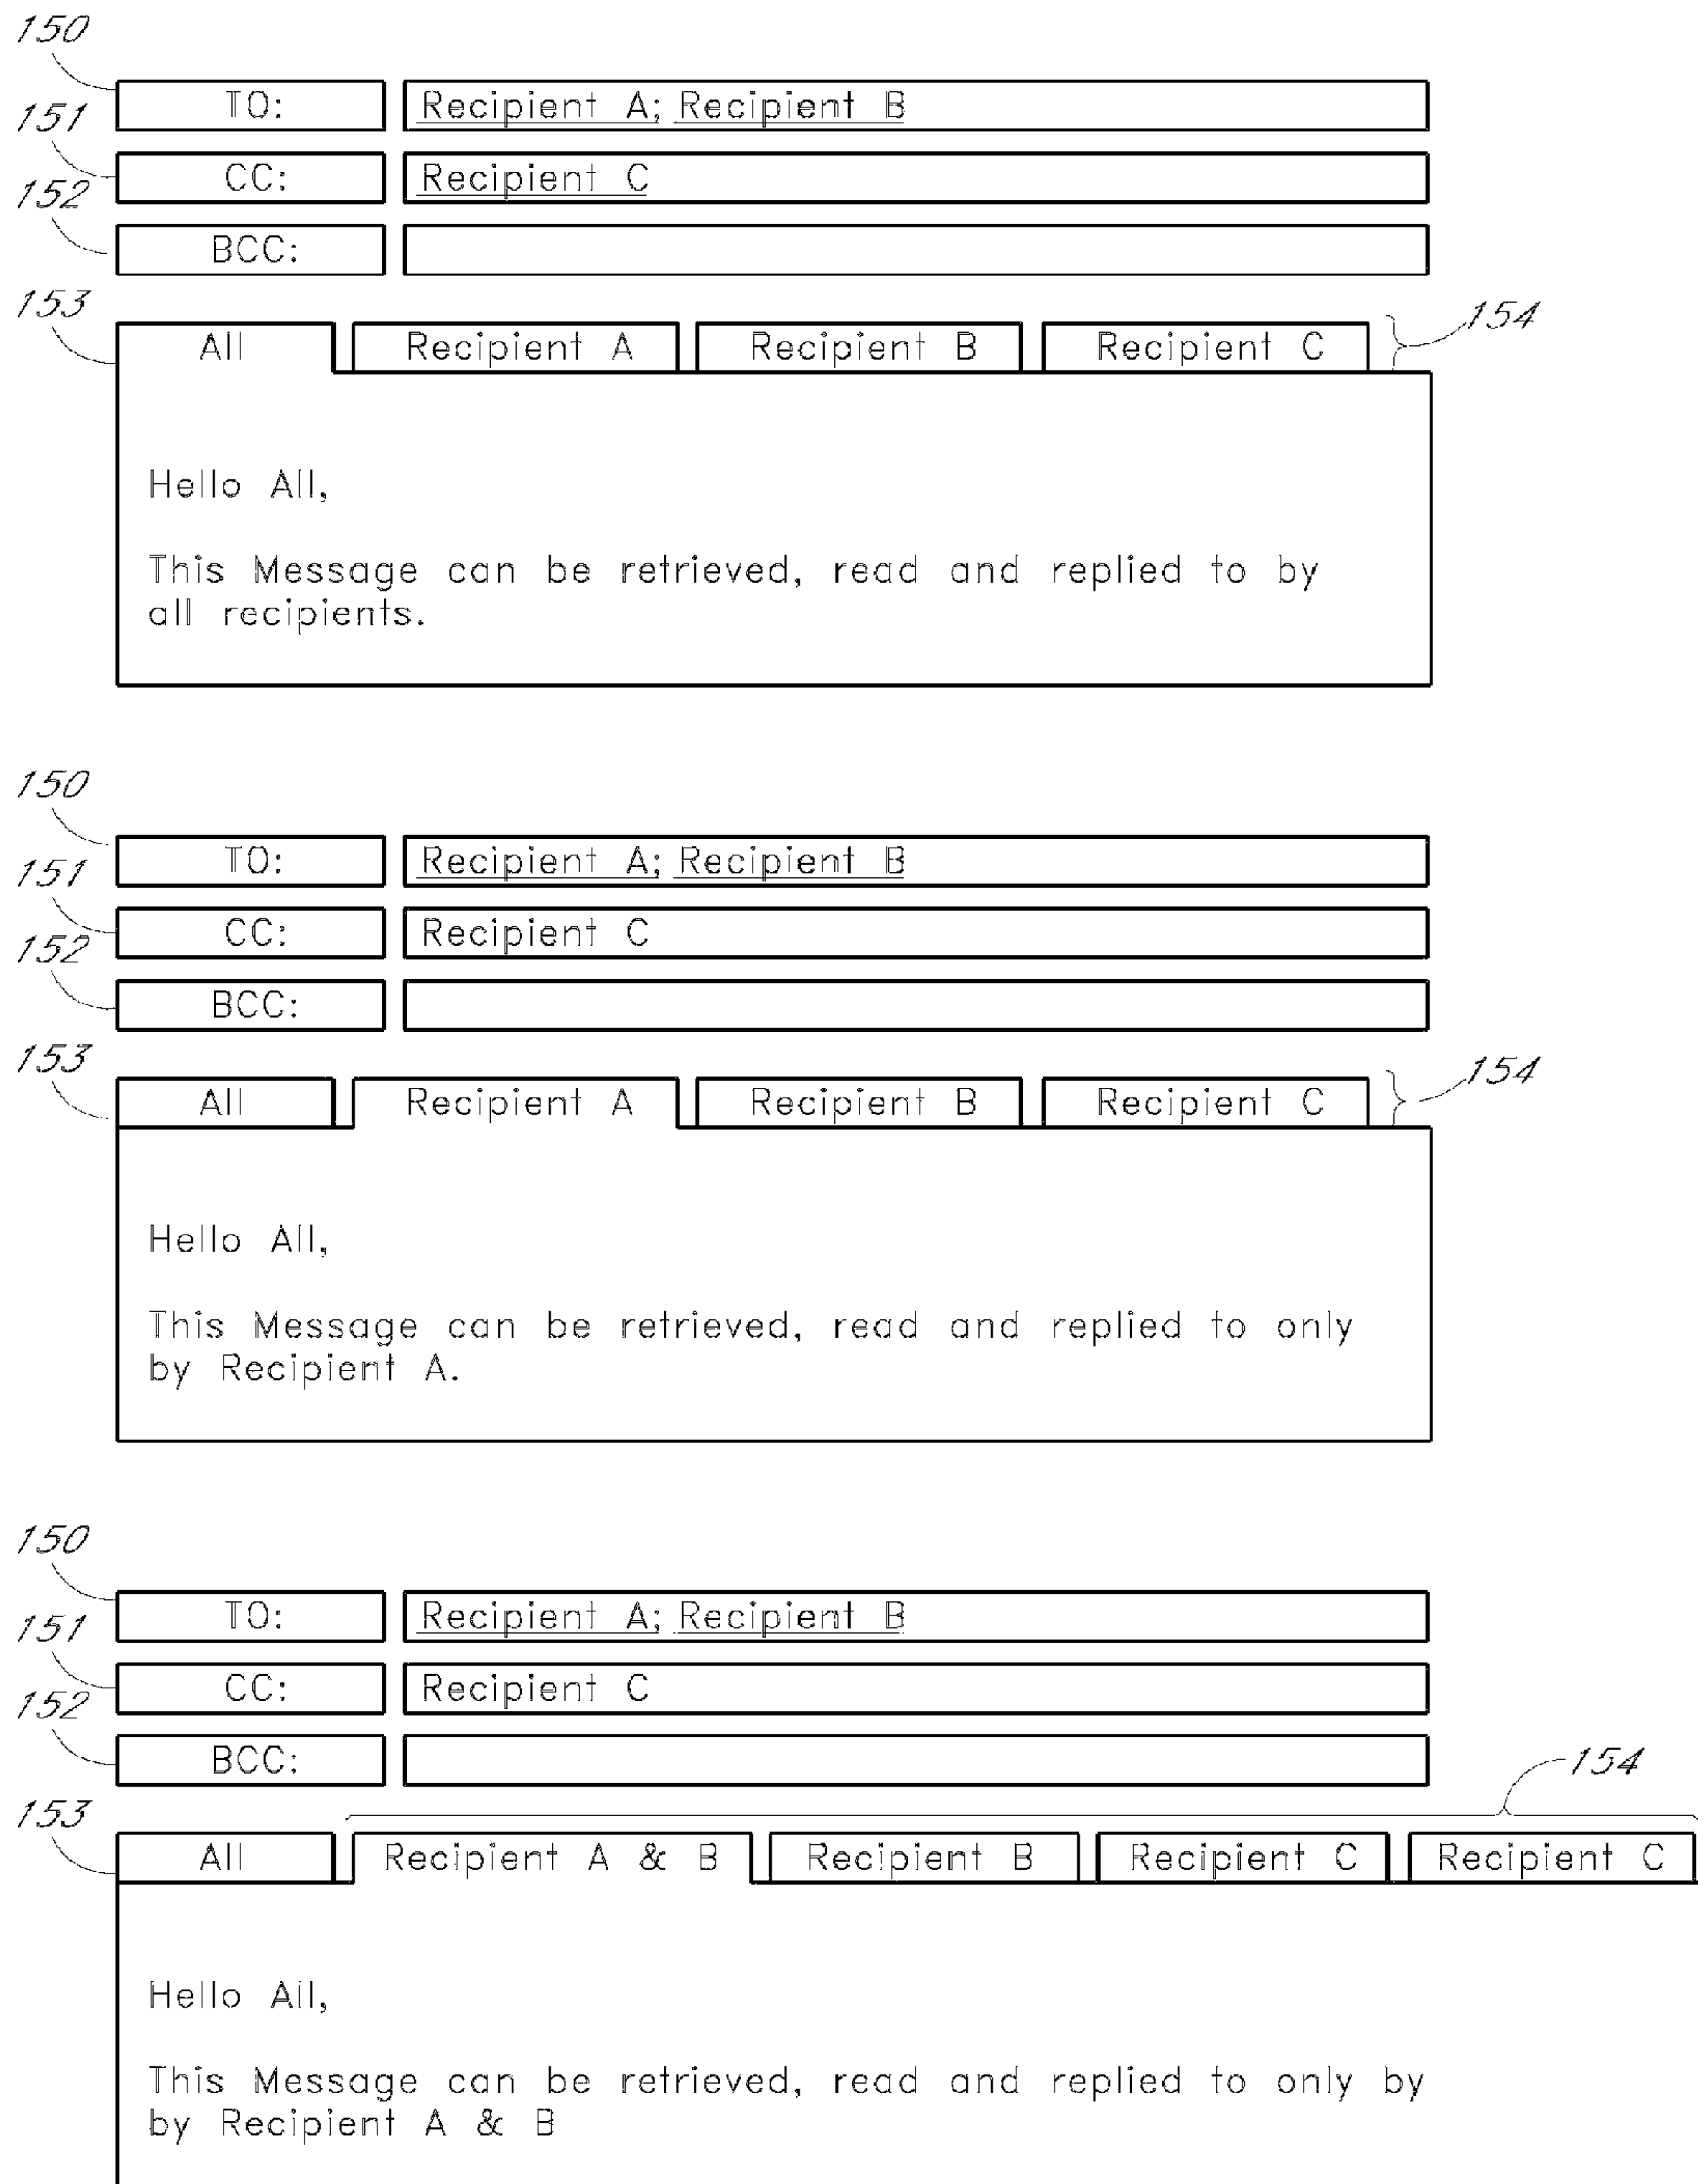 150
TO: Recipient A; Recipient B
151
CC: Recipient C
152
BCC:
153
All Recipient A Recipient B Recipient C 154
Hello All,
This Message can be retrieved, read and replied to by
all recipients.
150
TO: Recipient A; Recipient B
151
CC: Recipient C
152
BCC:
153
All Recipient A Recipient B Recipient C 154
Hello All,
This Message can be retrieved, read and replied to only
by Recipient A.
150
TO: Recipient A; Recipient B
151
CC: Recipient C
152
BCC:
154
153
All Recipient A & B Recipient B Recipient C Recipient C
Hello All,
This Message can be retrieved, read and replied to only by
by Recipient A & B